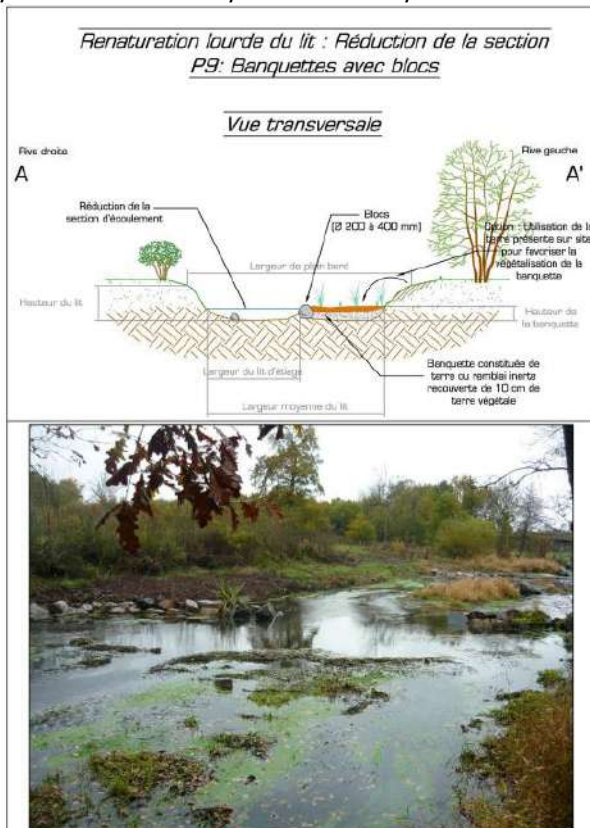 Renaturation lourde du lit : Réduction de la section
P9: Banquettes avec blocs
Vue transversale
Rive droite
A
Rive gauche
A'
Réduction de la
section d'écoulement
Blocs
(Ø 200 à 400 mm)
Option : Utilisation de la
terre présente sur site
pour favoriser la
végétalisation de la
banquette
Largeur de plein bord
Hauteur du lit
Hauteur de
la banquette
Largeur du lit d'étiage
Banquette constituée de
terre ou remblai inerte
recouverte de 10 cm de
terre végétale
Largeur moyenne du lit